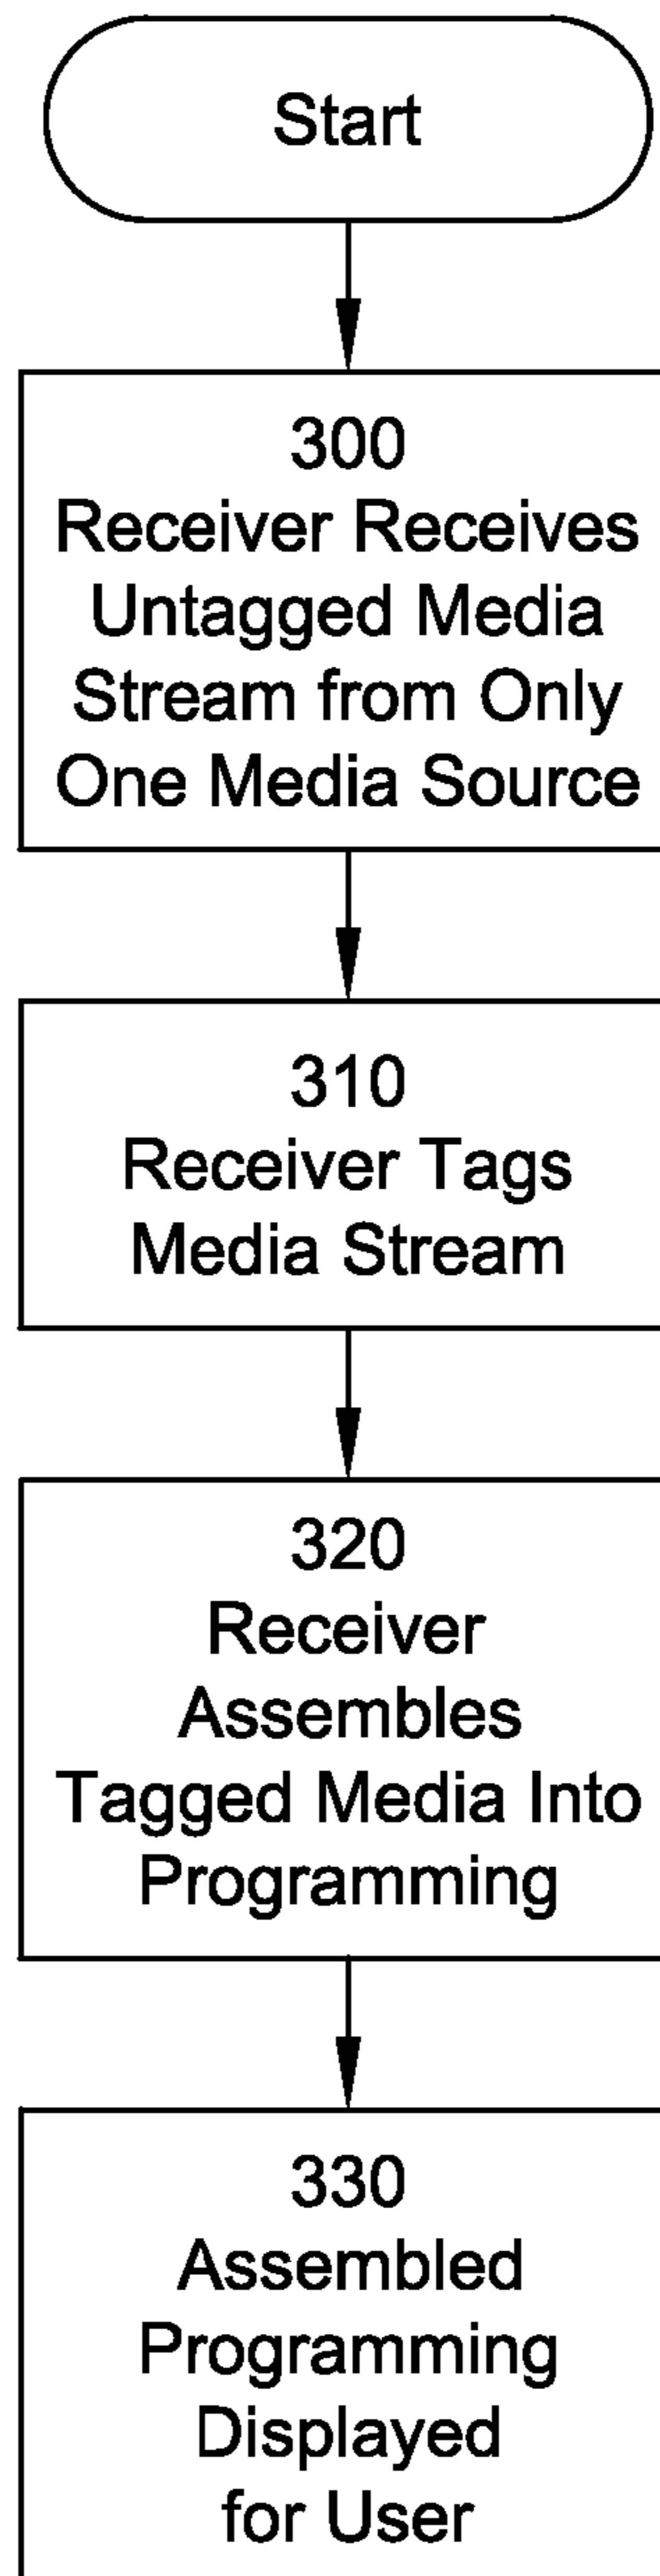 Start
300
Receiver Receives
Untagged Media
Stream from Only
One Media Source
310
Receiver Tags
Media Stream
320
Receiver
Assembles
Tagged Media Into
Programming
330
Assembled
Programming
Displayed
for User